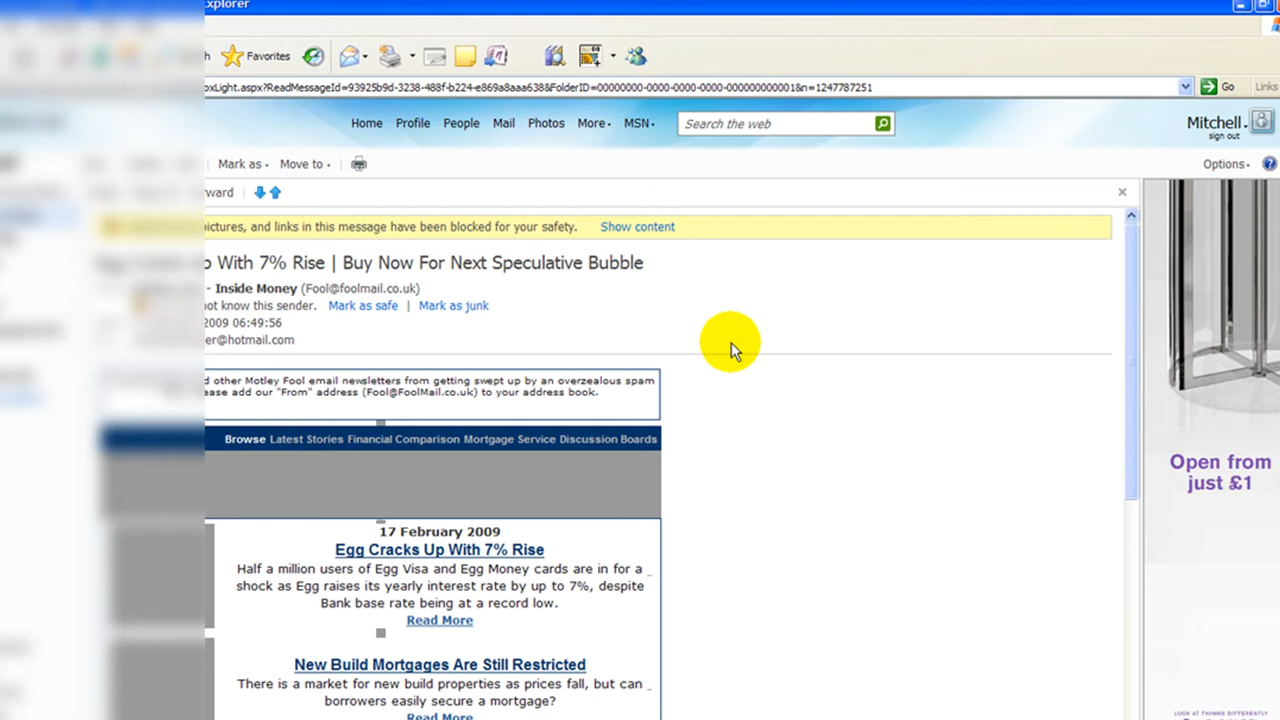 xplorer
h Favorites
oxLight.aspx?ReadMessageId=93925b9d-3238-488f-b224-e869a8aaa638&FolderID=00000000-0000-0000-0000-000000000001&n=1247787251 Go Links
Home Profile People Mail Photos More MSN Search the web Mitchell
sign out
Mark as Move to Options
ward
pictures, and links in this message have been blocked for your safety. Show content
p With 7% Rise | Buy Now For Next Speculative Bubble
- Inside Money (Fool@foolmail.co.uk)
not know this sender. Mark as safe | Mark as junk
2009 06:49:56
er@hotmail.com
d other Motley Fool email newsletters from getting swept up by an overzealous spam
ease add our "From" address (Fool@FoolMail.co.uk) to your address book.
Browse Latest Stories Financial Comparison Mortgage Service Discussion Boards
Open from
just £1
17 February 2009
Egg Cracks Up With 7% Rise
Half a million users of Egg Visa and Egg Money cards are in for a
shock as Egg raises its yearly interest rate by up to 7%, despite
Bank base rate being at a record low.
Read More
New Build Mortgages Are Still Restricted
There is a market for new build properties as prices fall, but can
borrowers easily secure a mortgage?
Read More
LOOK AT THINGS DIFFERENTLY